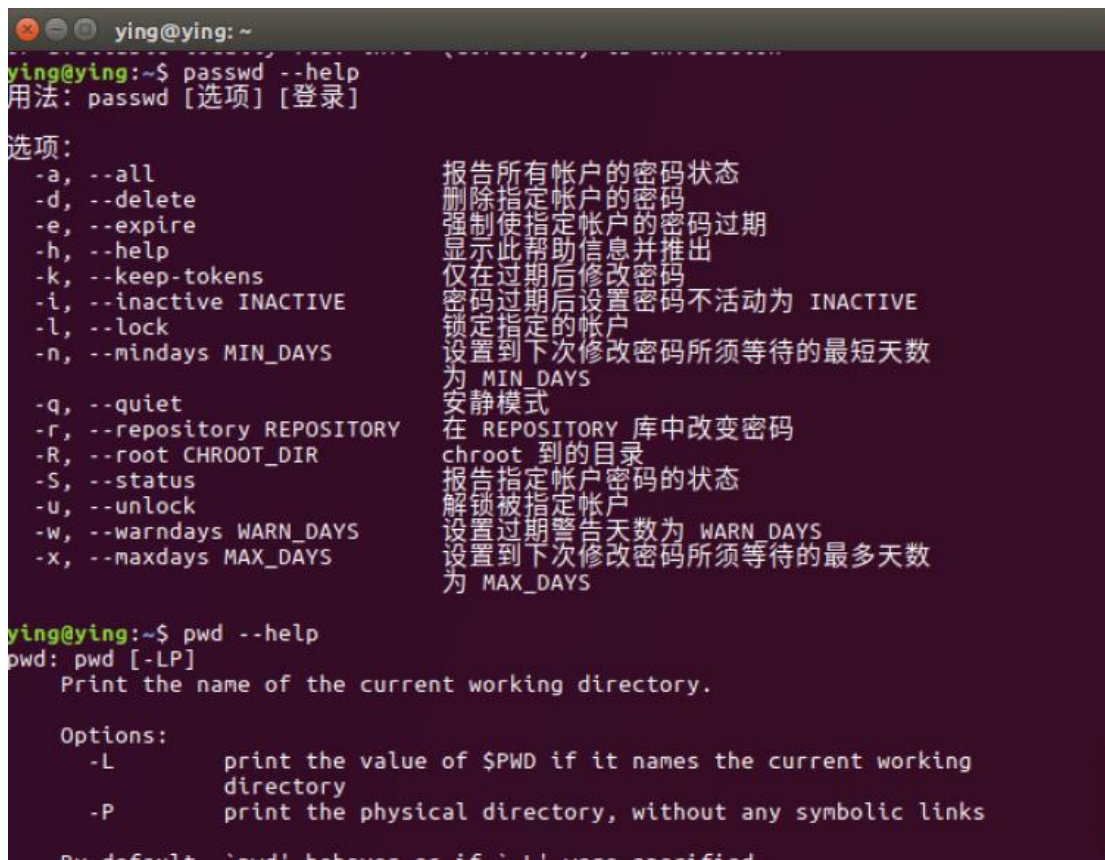 ying@ying: ~
ying@ying:~$ passwd --help
用法：passwd [选项] [登录]
选项：
-a, --all 报告所有帐户的密码状态
-d, --delete 删除指定帐户的密码
-e, --expire 强制使指定帐户的密码过期
-h, --help 显示此帮助信息并推出
-k, --keep-tokens 仅在过期后修改密码
-i, --inactive INACTIVE 密码过期后设置密码不活动为 INACTIVE
-l, --lock 锁定指定的帐户
-n, --mindays MIN_DAYS 设置到下次修改密码所须等待的最短天数
为 MIN_DAYS
-q, --quiet 安静模式
-r, --repository REPOSITORY 在 REPOSITORY 库中改变密码
-R, --root CHROOT_DIR chroot 到的目录
-S, --status 报告指定帐户密码的状态
-u, --unlock 解锁被指定帐户
-w, --warndays WARN_DAYS 设置过期警告天数为 WARN_DAYS
-x, --maxdays MAX_DAYS 设置到下次修改密码所须等待的最多天数
为 MAX_DAYS
ying@ying:~$ pwd --help
pwd: pwd [-LP]
Print the name of the current working directory.
Options:
-L print the value of $PWD if it names the current working
directory
-P print the physical directory, without any symbolic links
By default, `pwd' behaves as if `-L' were specified.